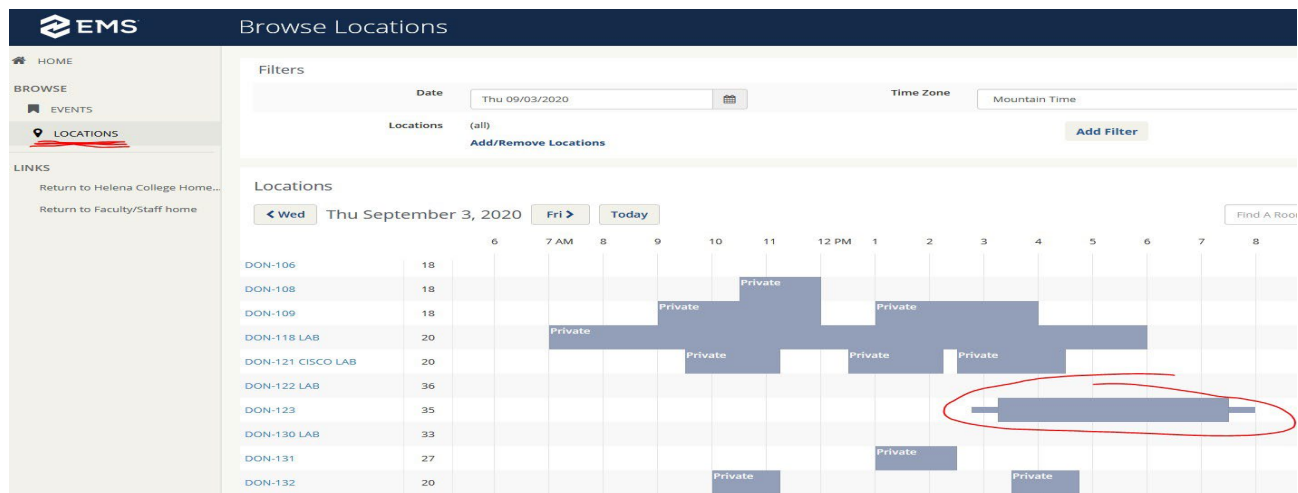 EMS Browse Locations
HOME
BROWSE
EVENTS
LOCATIONS
LINKS
Return to Helena College Home...
Return to Faculty/Staff home
Filters
Date Thu 09/03/2020 Time Zone Mountain Time
Locations (all) Add Filter
Add/Remove Locations
Locations
Wed Thu September 3, 2020 Fri Today Find A Roo
6 7 AM 8 9 10 11 12 PM 1 2 3 4 5 6 7 8
DON-106 18
DON-108 18 Private
DON-109 18 Private Private
DON-118 LAB 20 Private
DON-121 CISCO LAB 20 Private Private Private
DON-122 LAB 36
DON-123 35
DON-130 LAB 33
DON-131 27 Private
DON-132 20 Private Private